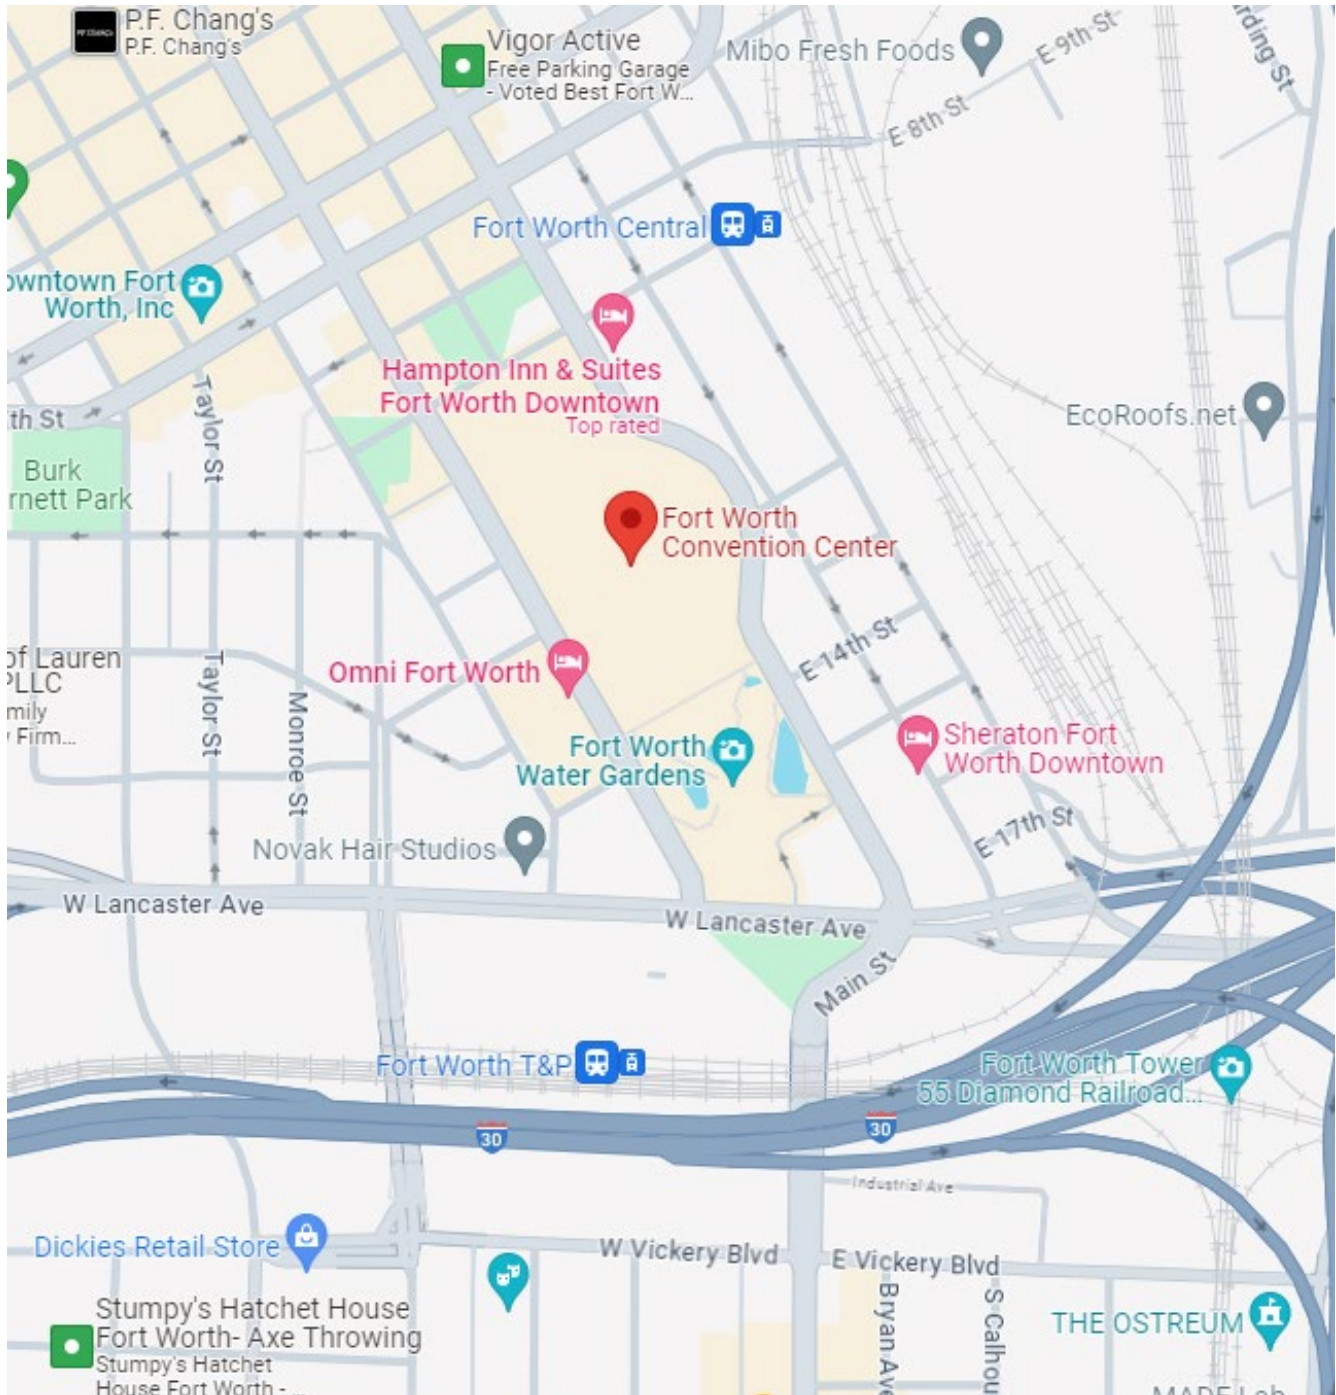 P.F. Chang's
P.F. Chang's
Vigor Active
Free Parking Garage
- Voted Best Fort W...
Mibo Fresh Foods
E 9th St
arding St
E 8th St
Fort Worth Central
owntown Fort
Worth, Inc
Hampton Inn & Suites
Fort Worth Downtown
Top rated
th St
Taylor St
EcoRoofs.net
Burk
rnett Park
Fort Worth
Convention Center
E 14th St
of Lauren
PLLC
mily
Firm...
Taylor St
Monroe St
Omni Fort Worth
Fort Worth
Water Gardens
Sheraton Fort
Worth Downtown
E 17th St
Novak Hair Studios
W Lancaster Ave
W Lancaster Ave
Main St
Fort Worth T&P
Fort Worth Tower
55 Diamond Railroad...
30
30
Industrial Ave
Dickies Retail Store
W Vickery Blvd
E Vickery Blvd
Bryan Ave
S Calhou
Stumpy's Hatchet House
Fort Worth- Axe Throwing
Stumpy's Hatchet
House Fort Worth - ...
THE OSTREUM
MADE Lab